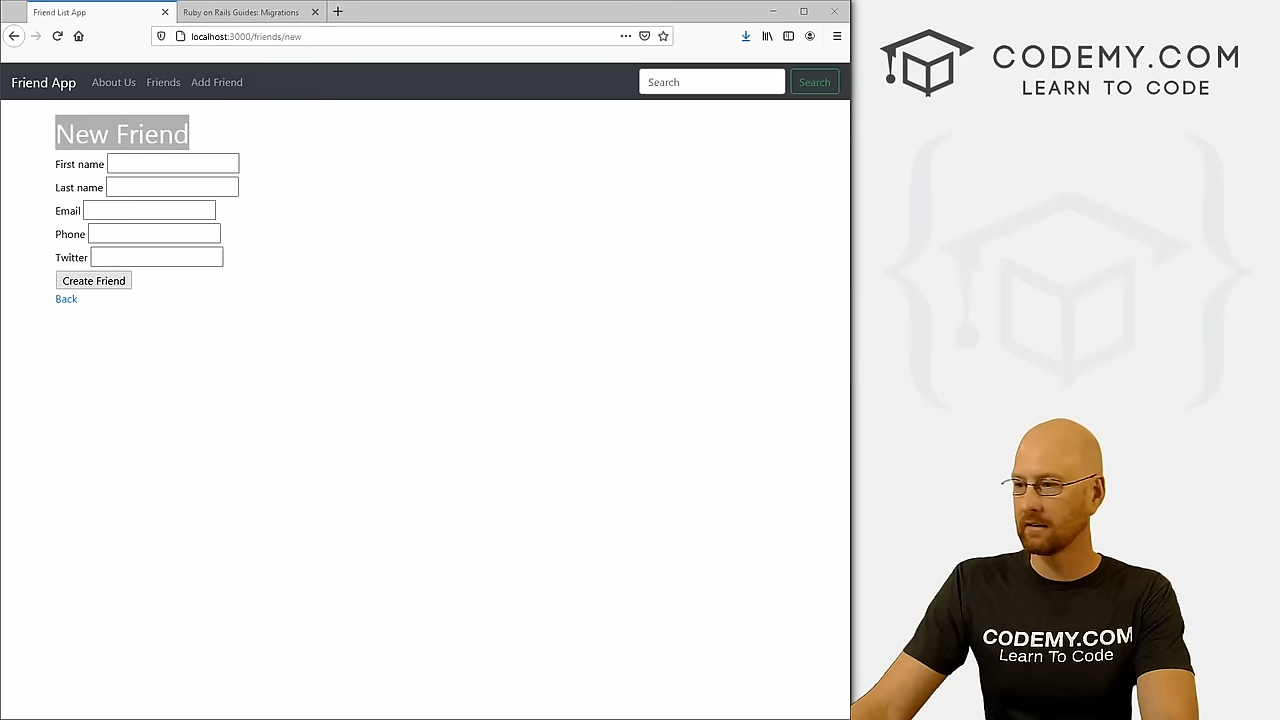 Friend List App
Ruby on Rails Guides: Migrations
localhost:3000/friends/new
Friend App
About Us
Friends
Add Friend
Search
Search
New Friend
First name
Last name
Email
Phone
Twitter
Create Friend
Back
CODEMY.COM
LEARN TO CODE
CODEMY.COM
Learn To Code